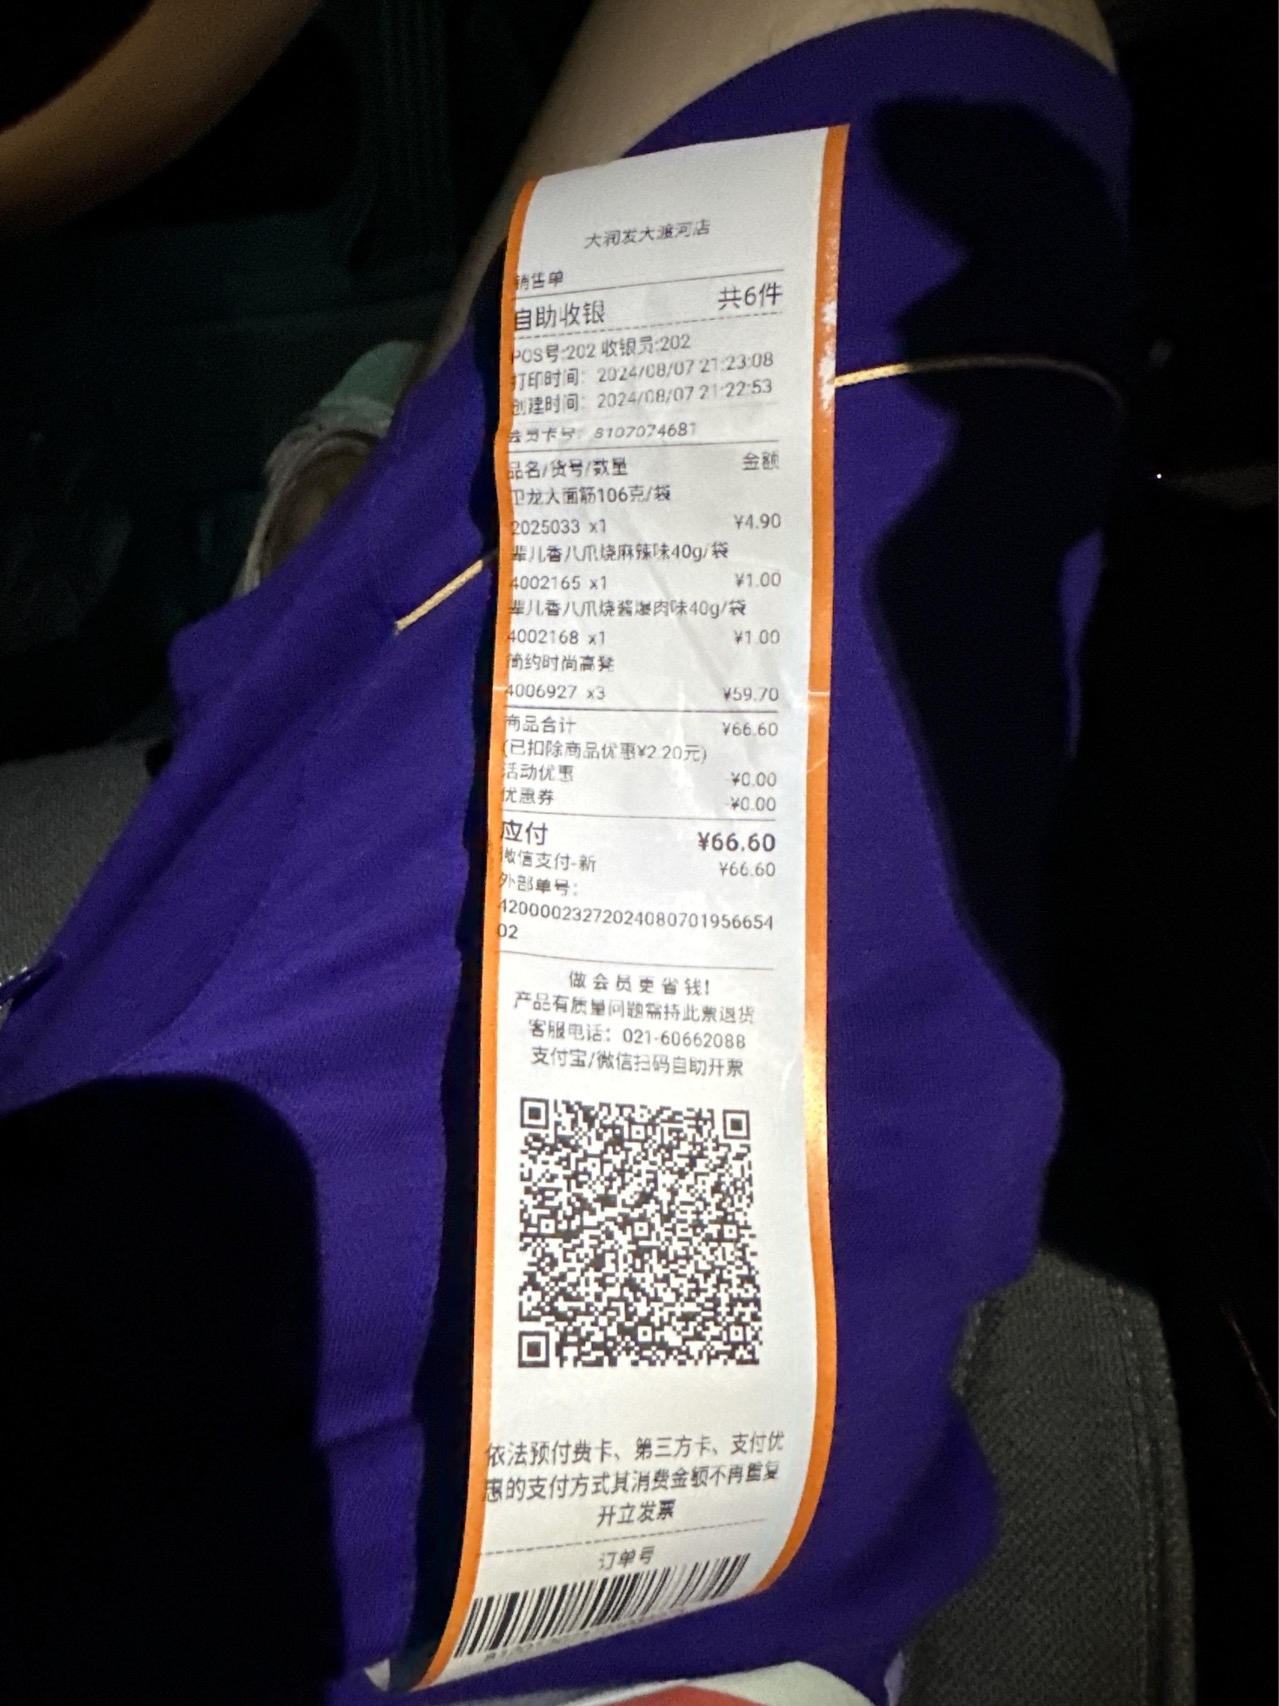 大润发大渡河店
销售单
自助收银 共6件
POS号:202 收银员:202
打印时间: 2024/08/07 21:23:08
创建时间: 2024/08/07 21:22:53
会员卡号: 8107074681
品名/货号/数量 金额
卫龙大面筋106克/袋
2025033 x1 ¥4.90
辈儿香八爪烧麻辣味40g/袋
4002165 x1 ¥1.00
辈儿香八爪烧酱爆肉味40g/袋
4002168 x1 ¥1.00
简约时尚高凳
4006927 x3 ¥59.70
商品合计 ¥66.60
(已扣除商品优惠¥2.20元)
活动优惠 -¥0.00
优惠券 -¥0.00
应付 ¥66.60
微信支付-新 ¥66.60
外部单号:
42000023272024080701956654
02
做会员更省钱!
产品有质量问题需持此票退货
客服电话: 021-60662088
支付宝/微信扫码自助开票
依法预付费卡、第三方卡、支付优
惠的支付方式其消费金额不再重复
开立发票
订单号